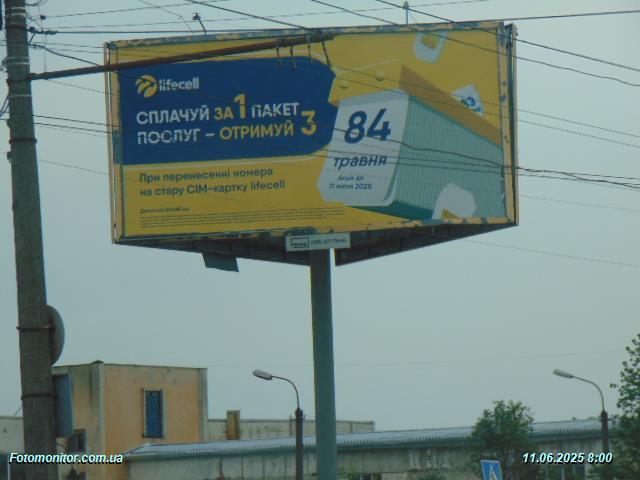 lifecell
СПЛАЧУЙ ЗА 1 ПАКЕТ
ПОСЛУГ – ОТРИМУЙ 3
При перенесенні номера
на стару СІМ-картку lifecell
84
травня
Акція до
31 липня 2025
Fotomonitor.com.ua
11.06.2025 8:00